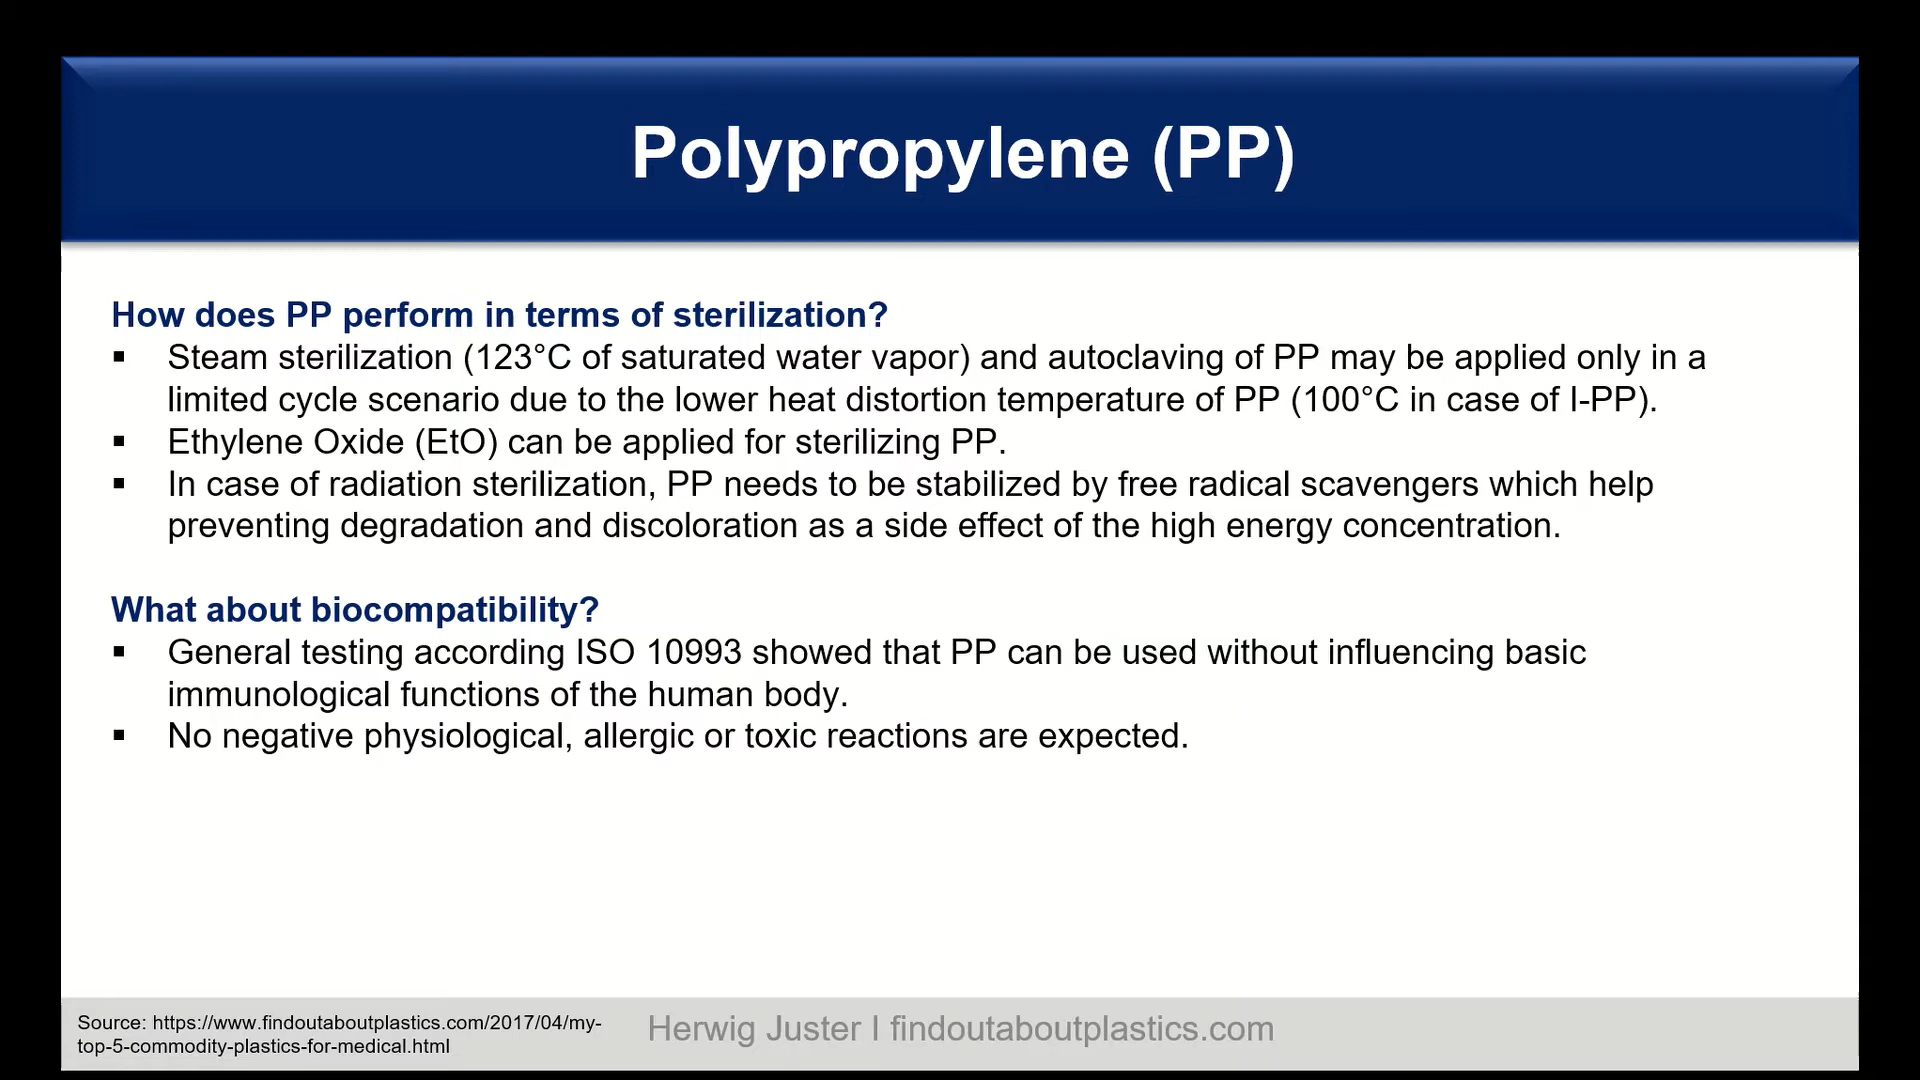 Polypropylene (PP)
How does PP perform in terms of sterilization?
▪ Steam sterilization (123°C of saturated water vapor) and autoclaving of PP may be applied only in a
limited cycle scenario due to the lower heat distortion temperature of PP (100°C in case of I-PP).
▪ Ethylene Oxide (EtO) can be applied for sterilizing PP.
▪ In case of radiation sterilization, PP needs to be stabilized by free radical scavengers which help
preventing degradation and discoloration as a side effect of the high energy concentration.
What about biocompatibility?
▪ General testing according ISO 10993 showed that PP can be used without influencing basic
immunological functions of the human body.
▪ No negative physiological, allergic or toxic reactions are expected.
Source: https://www.findoutaboutplastics.com/2017/04/my-
top-5-commodity-plastics-for-medical.html
Herwig Juster I findoutaboutplastics.com